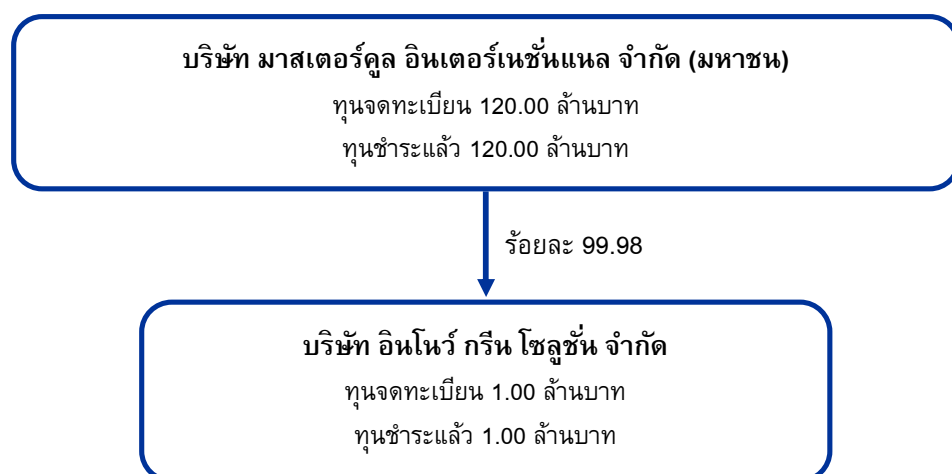 บริษัท มาสเตอร์คูล อินเตอร์เนชั่นแนล จำกัด (มหาชน)
ทุนจดทะเบียน 120.00 ล้านบาท
ทุนชำระแล้ว 120.00 ล้านบาท
ร้อยละ 99.98
บริษัท อินโนว์ กรีน โซลูชั่น จำกัด
ทุนจดทะเบียน 1.00 ล้านบาท
ทุนชำระแล้ว 1.00 ล้านบาท